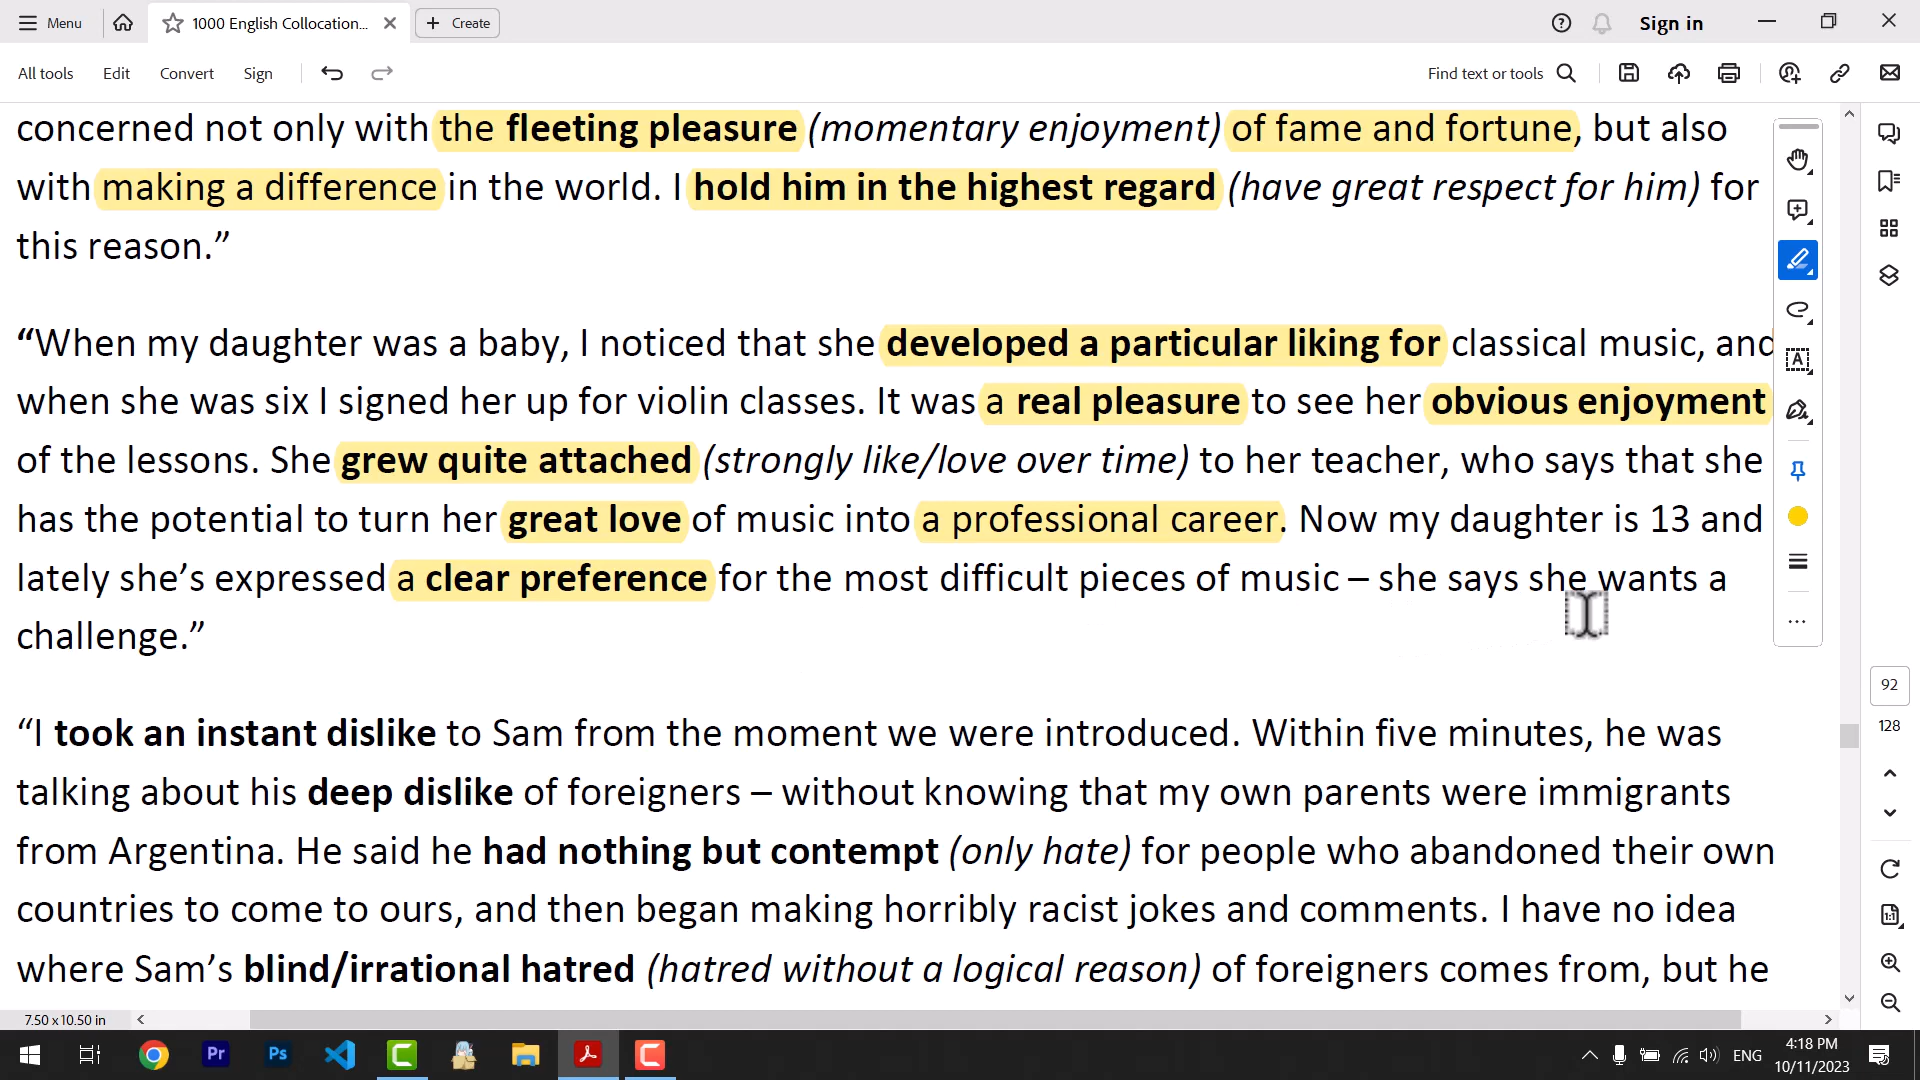 Menu
1000 English Collocation...
Create
Sign in
All tools
Edit
Convert
Sign
Find text or tools
concerned not only with the fleeting pleasure (momentary enjoyment) of fame and fortune, but also
with making a difference in the world. I hold him in the highest regard (have great respect for him) for
this reason.”
“When my daughter was a baby, I noticed that she developed a particular liking for classical music, and
when she was six I signed her up for violin classes. It was a real pleasure to see her obvious enjoyment
of the lessons. She grew quite attached (strongly like/love over time) to her teacher, who says that she
has the potential to turn her great love of music into a professional career. Now my daughter is 13 and
lately she’s expressed a clear preference for the most difficult pieces of music – she says she wants a
challenge.”
“I took an instant dislike to Sam from the moment we were introduced. Within five minutes, he was
talking about his deep dislike of foreigners – without knowing that my own parents were immigrants
from Argentina. He said he had nothing but contempt (only hate) for people who abandoned their own
countries to come to ours, and then began making horribly racist jokes and comments. I have no idea
where Sam’s blind/irrational hatred (hatred without a logical reason) of foreigners comes from, but he
92
128
7.50 x 10.50 in
Pr
Ps
ENG
4:18 PM
10/11/2023